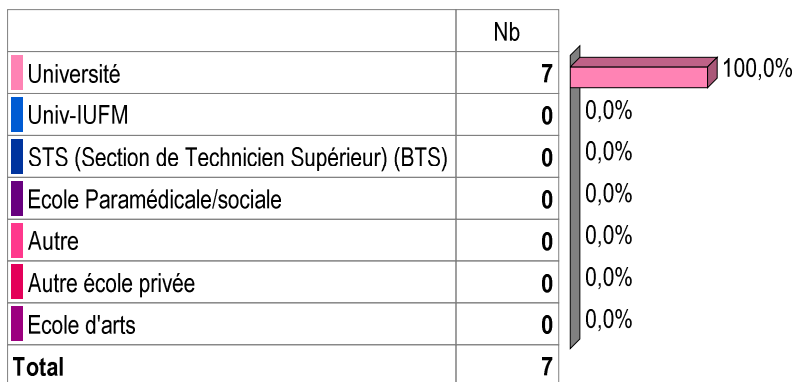 Nb
Université 7 100,0%
Univ-IUFM 0 0,0%
STS (Section de Technicien Supérieur) (BTS) 0 0,0%
Ecole Paramédicale/sociale 0 0,0%
Autre 0 0,0%
Autre école privée 0 0,0%
Ecole d'arts 0 0,0%
Total 7